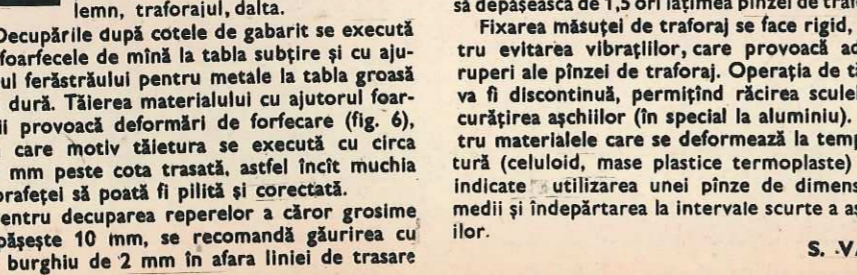 lemn, traforajul, dalta.
Decupările după cotele de gabarit se execută
foarfecele de mînă la tabla subțire și cu aju-
ul ferăstrăului pentru metale la tabla groasă
dură. Tăierea materialului cu ajutorul foar-
ii provoacă deformări de forfecare (fig. 6),
care motiv tăietura se execută cu circa
mm peste cota trasată, astfel încît muchia
prafeței să poată fi pilită și corectată.
entru decuparea reperelor a căror grosime
pășește 10 mm, se recomandă găurirea cu
burghiu de 2 mm în afara liniei de trasare
să depășească de 1,5 ori lățimea pînzei de traf
Fixarea măsuței de traforaj se face rigid,
tru evitarea vibrațiilor, care provoacă ac
ruperi ale pînzei de traforaj. Operația de tă
va fi discontinuă, permițînd răcirea sculei
curățirea așchiilor (în special la aluminiu).
tru materialele care se deformează la temp
tură (celuloid, mase plastice termoplaste)
indicate utilizarea unei pînze de dimens
medii și îndepărtarea la intervale scurte a aș
ilor.
S. V